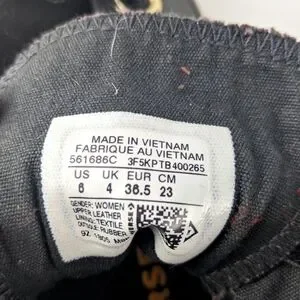 MADE IN VIETNAM
FABRIQUE AU VIETNAM
561686C 3F5KPTB400265
US UK EUR CM
6 4 36.5 23
GENDER: WOMEN
UPPER: LEATHER
LINING: TEXTILE
OUTSOLE: RUBBER